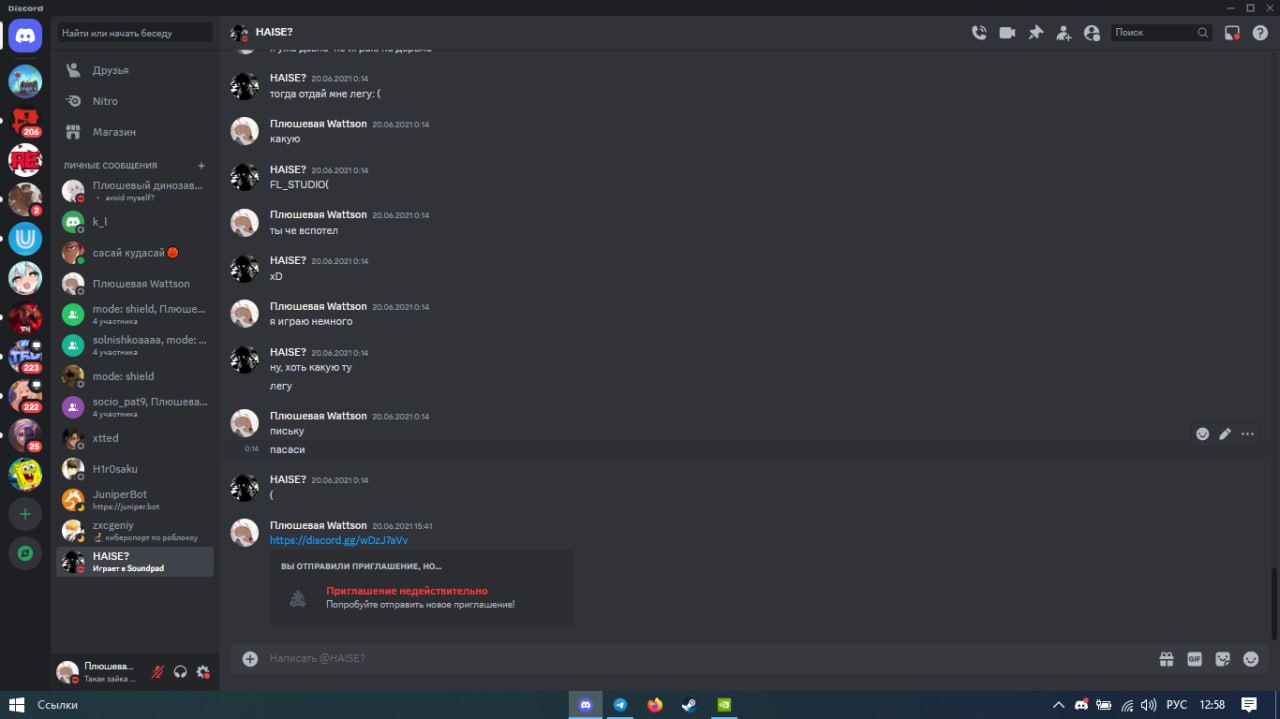 Discord
Найти или начать беседу
Друзья
Nitro
Магазин
ЛИЧНЫЕ СООБЩЕНИЯ
Плюшевый динозав...
avoid myself?
k_l
сасай кудасай
Плюшевая Wattson
mode: shield, Плюше...
4 участника
solnishkoaaaa, mode: ...
4 участника
mode: shield
socio_pat9, Плюшева...
4 участника
xtted
H1r0saku
JuniperBot
https://juniper.bot
zxcgeniy
киберспорт по роблоксу
HAISE?
Играет в Soundpad
206
2
223
222
25
Плюшева...
Такая зайка ...
HAISE?
Поиск
HAISE? 20.06.2021 0:14
тогда отдай мне легу: (
Плюшевая Wattson 20.06.2021 0:14
какую
HAISE? 20.06.2021 0:14
FL_STUDIO(
Плюшевая Wattson 20.06.2021 0:14
ты че вспотел
HAISE? 20.06.2021 0:14
xD
Плюшевая Wattson 20.06.2021 0:14
я играю немного
HAISE? 20.06.2021 0:14
ну, хоть какую ту
легу
Плюшевая Wattson 20.06.2021 0:14
письку
0:14 пасаси
HAISE? 20.06.2021 0:14
(
Плюшевая Wattson 20.06.2021 15:41
https://discord.gg/wDzJ7aVv
ВЫ ОТПРАВИЛИ ПРИГЛАШЕНИЕ, НО...
Приглашение недействительно
Попробуйте отправить новое приглашение!
Написать @HAISE?
GIF
Ссылки
РУС
12:58